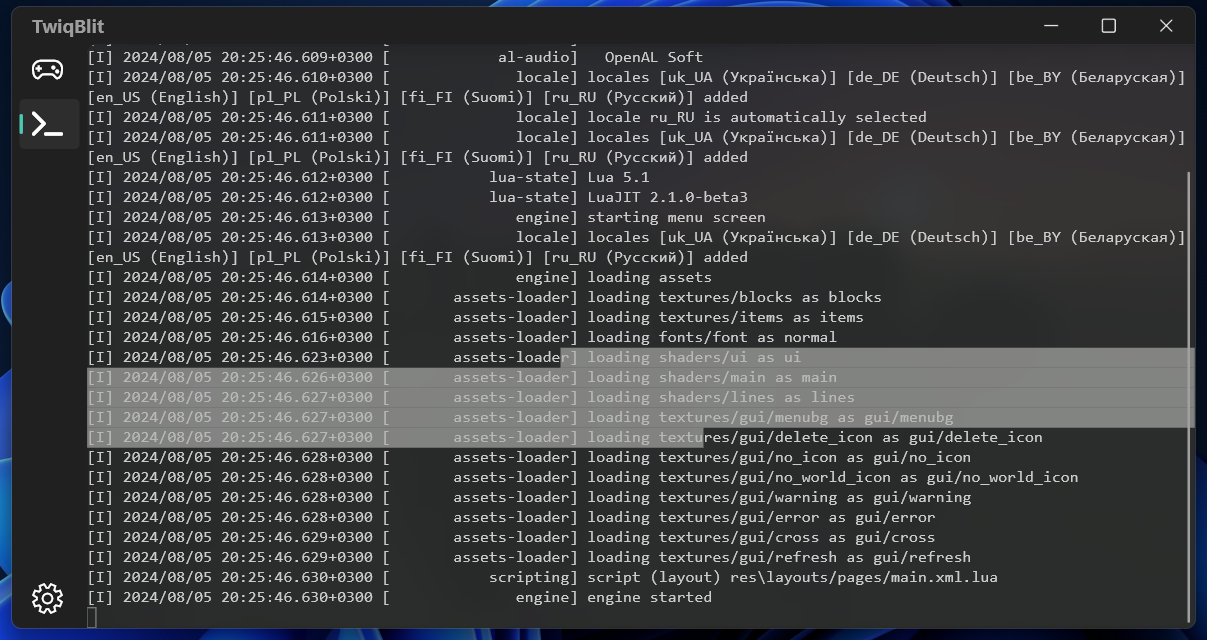 TwiqBlit
[I] 2024/08/05 20:25:46.609+0300 [            al-audio]   OpenAL Soft
[I] 2024/08/05 20:25:46.610+0300 [              locale] locales [uk_UA (Українська)] [de_DE (Deutsch)] [be_BY (Беларуская)]
[en_US (English)] [pl_PL (Polski)] [fi_FI (Suomi)] [ru_RU (Русский)] added
[I] 2024/08/05 20:25:46.611+0300 [              locale] locale ru_RU is automatically selected
[I] 2024/08/05 20:25:46.611+0300 [              locale] locales [uk_UA (Українська)] [de_DE (Deutsch)] [be_BY (Беларуская)]
[en_US (English)] [pl_PL (Polski)] [fi_FI (Suomi)] [ru_RU (Русский)] added
[I] 2024/08/05 20:25:46.612+0300 [           lua-state] Lua 5.1
[I] 2024/08/05 20:25:46.612+0300 [           lua-state] LuaJIT 2.1.0-beta3
[I] 2024/08/05 20:25:46.613+0300 [              engine] starting menu screen
[I] 2024/08/05 20:25:46.613+0300 [              locale] locales [uk_UA (Українська)] [de_DE (Deutsch)] [be_BY (Беларуская)]
[en_US (English)] [pl_PL (Polski)] [fi_FI (Suomi)] [ru_RU (Русский)] added
[I] 2024/08/05 20:25:46.614+0300 [              engine] loading assets
[I] 2024/08/05 20:25:46.614+0300 [       assets-loader] loading textures/blocks as blocks
[I] 2024/08/05 20:25:46.615+0300 [       assets-loader] loading textures/items as items
[I] 2024/08/05 20:25:46.616+0300 [       assets-loader] loading fonts/font as normal
[I] 2024/08/05 20:25:46.623+0300 [       assets-loader] loading shaders/ui as ui
[I] 2024/08/05 20:25:46.626+0300 [       assets-loader] loading shaders/main as main
[I] 2024/08/05 20:25:46.627+0300 [       assets-loader] loading shaders/lines as lines
[I] 2024/08/05 20:25:46.627+0300 [       assets-loader] loading textures/gui/menubg as gui/menubg
[I] 2024/08/05 20:25:46.627+0300 [       assets-loader] loading textures/gui/delete_icon as gui/delete_icon
[I] 2024/08/05 20:25:46.628+0300 [       assets-loader] loading textures/gui/no_icon as gui/no_icon
[I] 2024/08/05 20:25:46.628+0300 [       assets-loader] loading textures/gui/no_world_icon as gui/no_world_icon
[I] 2024/08/05 20:25:46.628+0300 [       assets-loader] loading textures/gui/warning as gui/warning
[I] 2024/08/05 20:25:46.628+0300 [       assets-loader] loading textures/gui/error as gui/error
[I] 2024/08/05 20:25:46.629+0300 [       assets-loader] loading textures/gui/cross as gui/cross
[I] 2024/08/05 20:25:46.629+0300 [       assets-loader] loading textures/gui/refresh as gui/refresh
[I] 2024/08/05 20:25:46.630+0300 [           scripting] script (layout) res\layouts/pages/main.xml.lua
[I] 2024/08/05 20:25:46.630+0300 [              engine] engine started